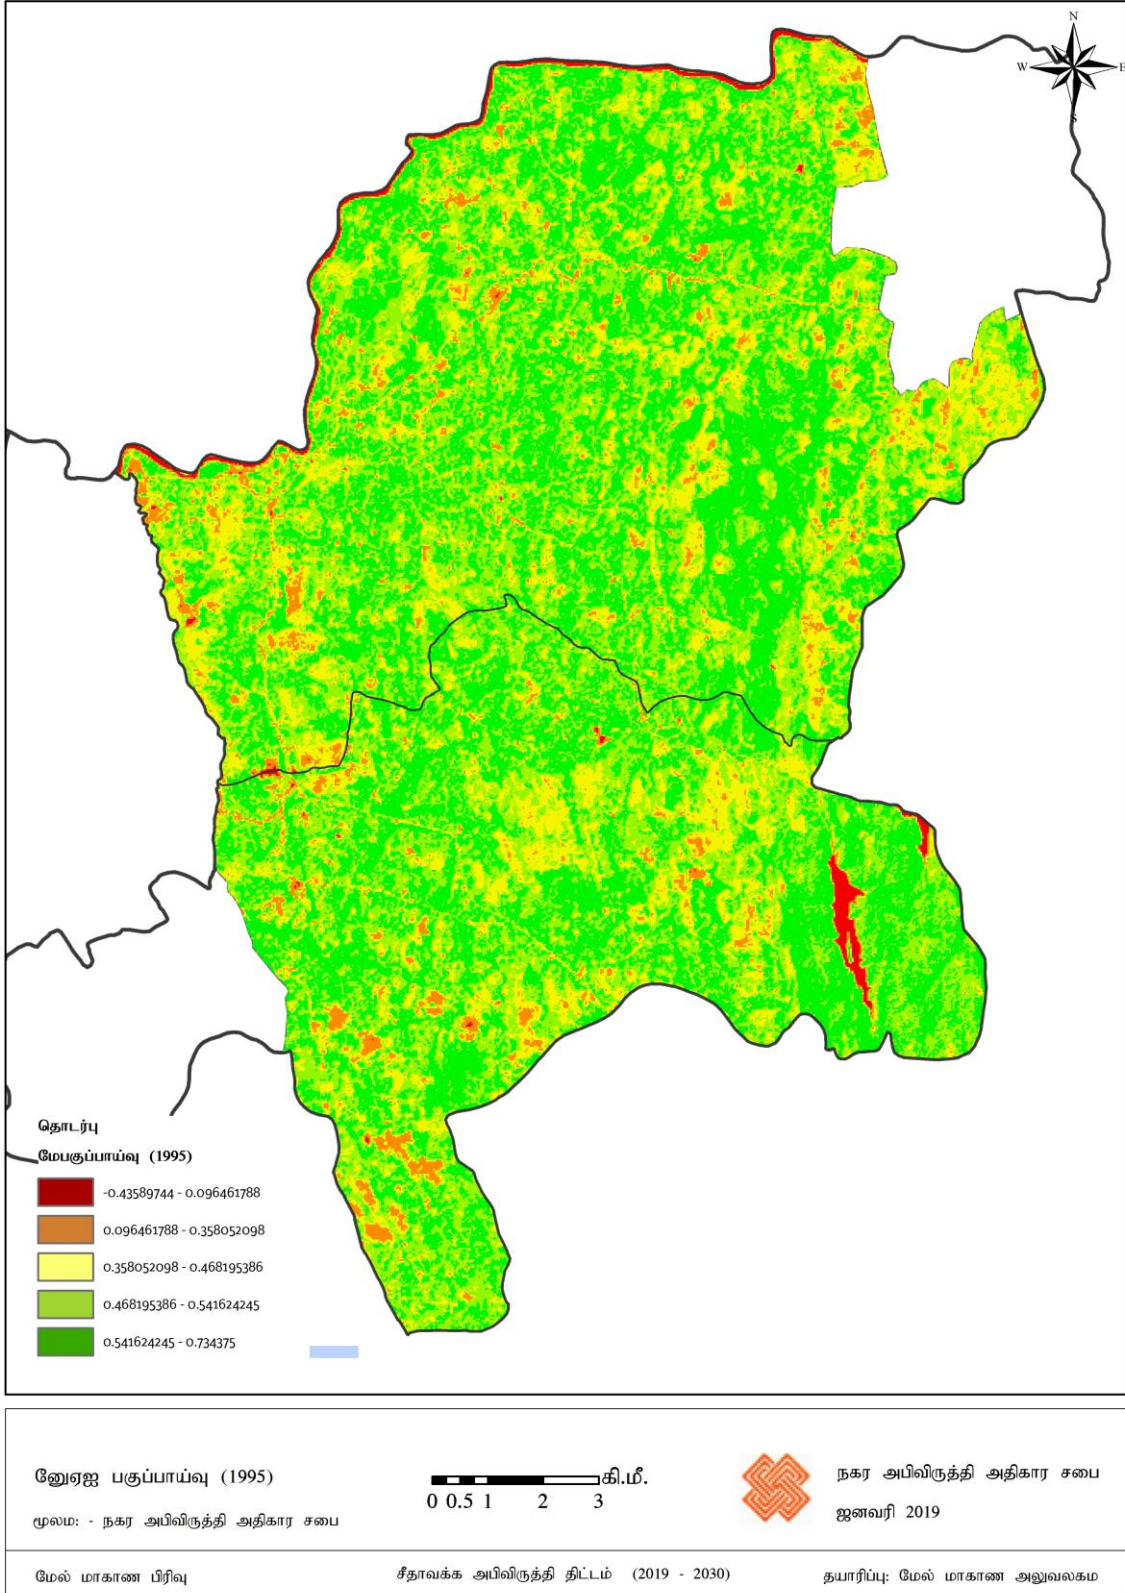 N
W E
S
தொடர்பு
மேபகுப்பாய்வு (1995)
-0.43589744 - 0.096461788
0.096461788 - 0.358052098
0.358052098 - 0.468195386
0.468195386 - 0.541624245
0.541624245 - 0.734375
னேுஏஐ பகுப்பாய்வு (1995)
மூலம: - நகர அபிவிருத்தி அதிகார சபை
கி.மீ.
0 0.5 1 2 3
நகர அபிவிருத்தி அதிகார சபை
ஜனவரி 2019
மேல் மாகாண பிரிவு
சீதாவக்க அபிவிருத்தி திட்டம் (2019 - 2030)
தயாரிப்பு: மேல் மாகாண அலுவலகம